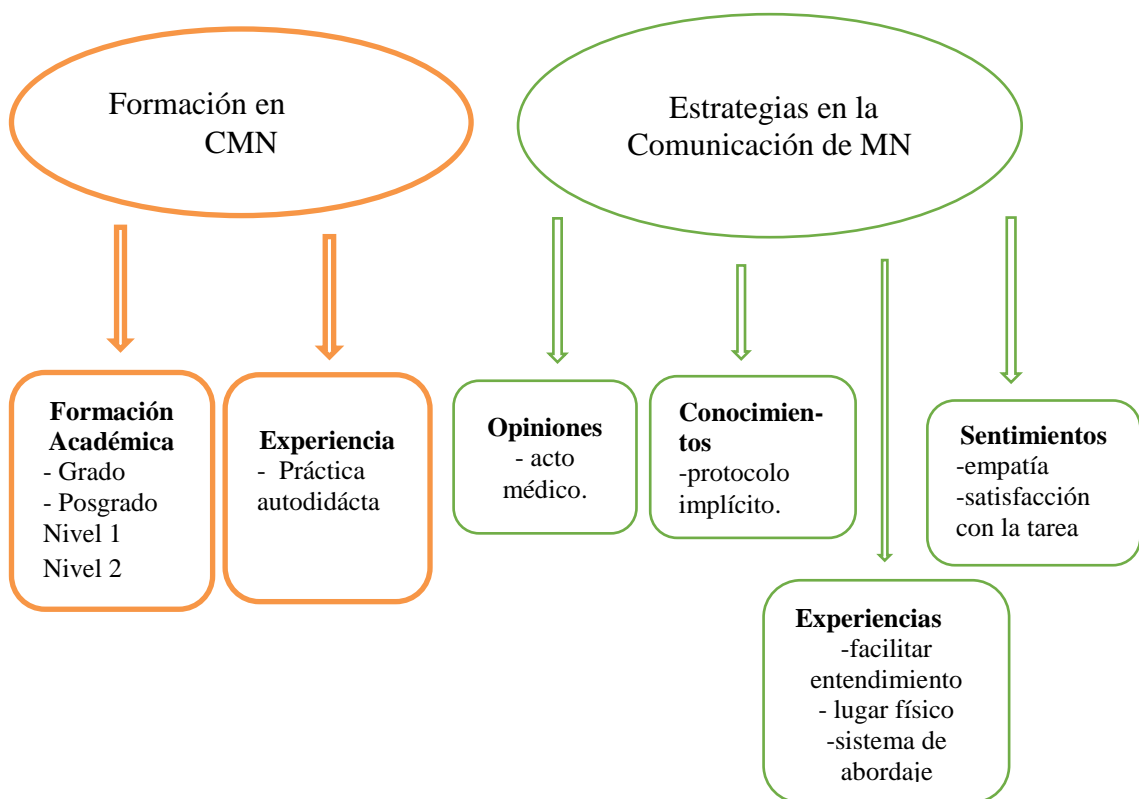 Formación en
CMN
Estrategias en la
Comunicación de MN
Formación
Académica
- Grado
- Posgrado
Nivel 1
Nivel 2
Experiencia
- Práctica
autodidácta
Opiniones
- acto
médico.
Conocimien-
tos
-protocolo
implícito.
Sentimientos
-empatía
-satisfacción
con la tarea
Experiencias
-facilitar
entendimiento
- lugar físico
-sistema de
abordaje